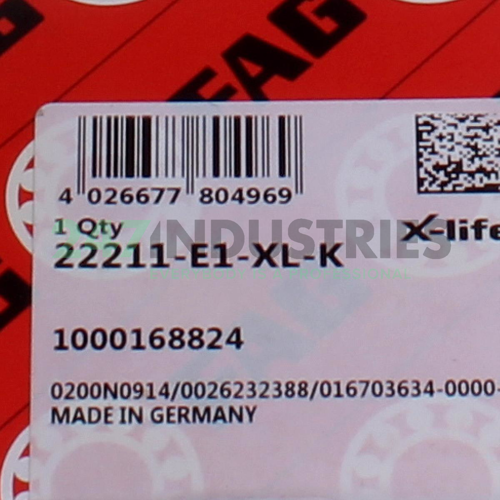 FAG
4 026677 804969
1 Qty
INDUSTRIES
X-life
22211-E1-XL-K
1000168824
0200N0914/0026232388/016703634-0000-
MADE IN GERMANY